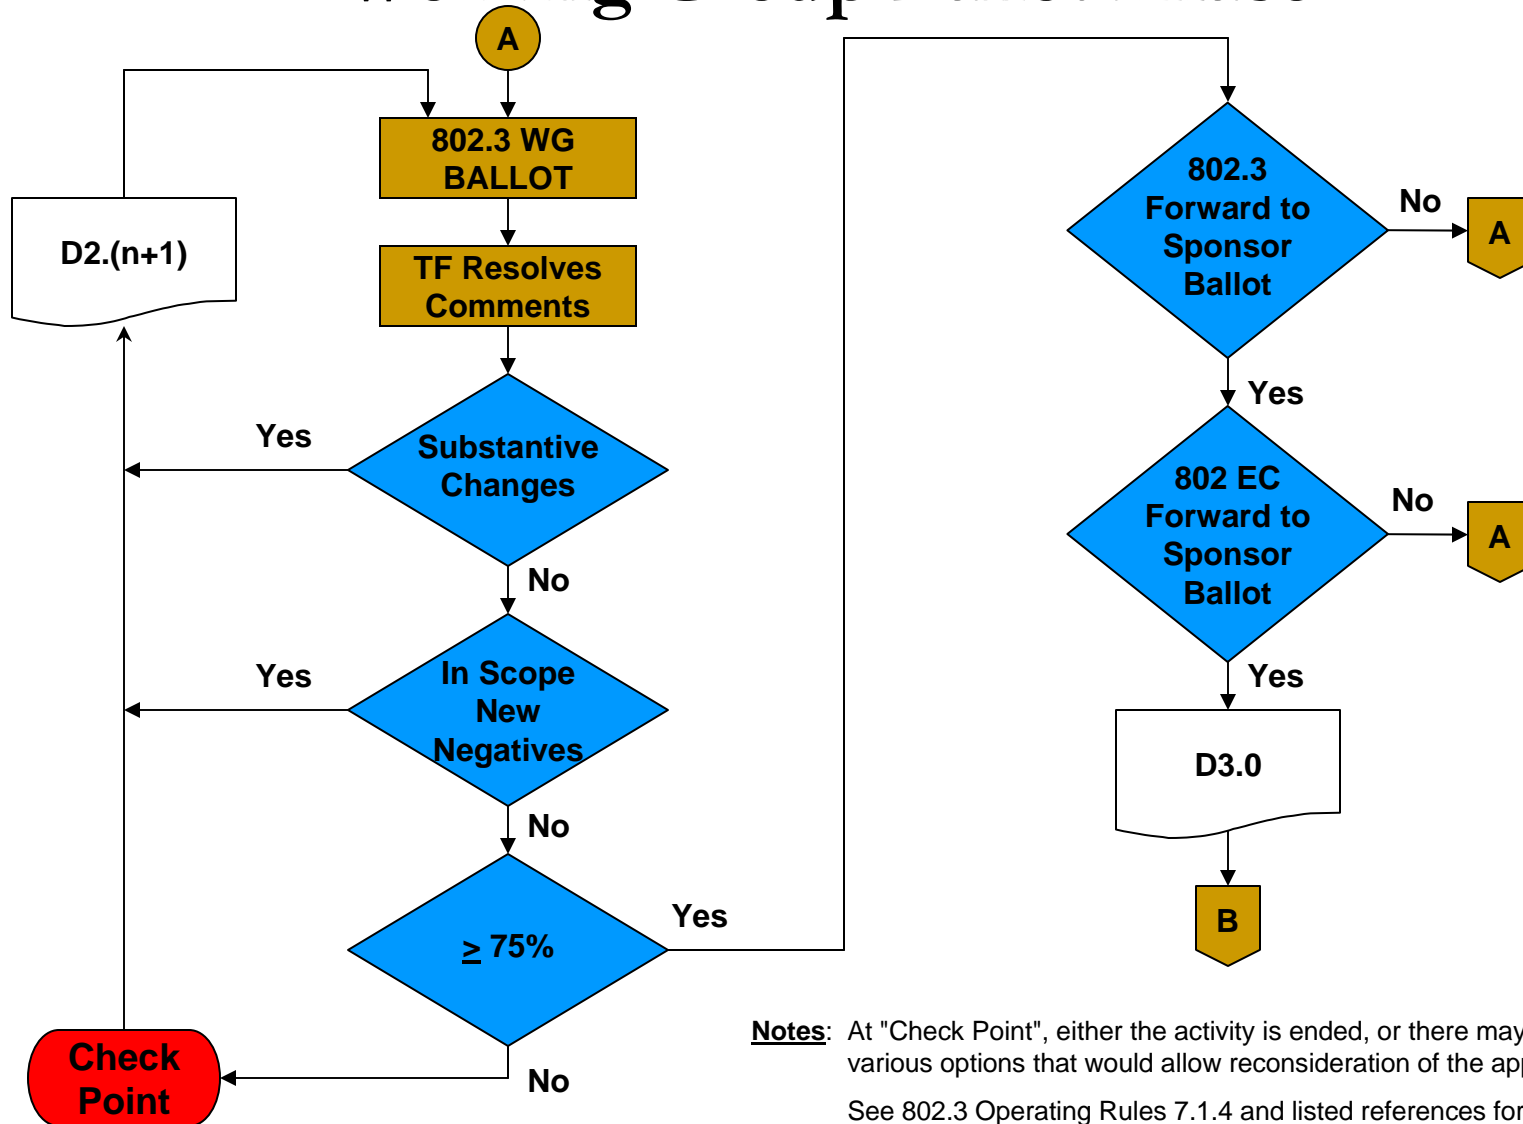 A
802.3 WG
BALLOT
D2.(n+1)
TF Resolves
Comments
Substantive
Changes
Yes
No
In Scope
New
Negatives
Yes
No
≥ 75%
Yes
No
Check
Point
802.3
Forward to
Sponsor
Ballot
No
A
Yes
802 EC
Forward to
Sponsor
Ballot
No
A
Yes
D3.0
B
Notes: At "Check Point", either the activity is ended, or there may
various options that would allow reconsideration of the
See 802.3 Operating Rules 7.1.4 and listed references for